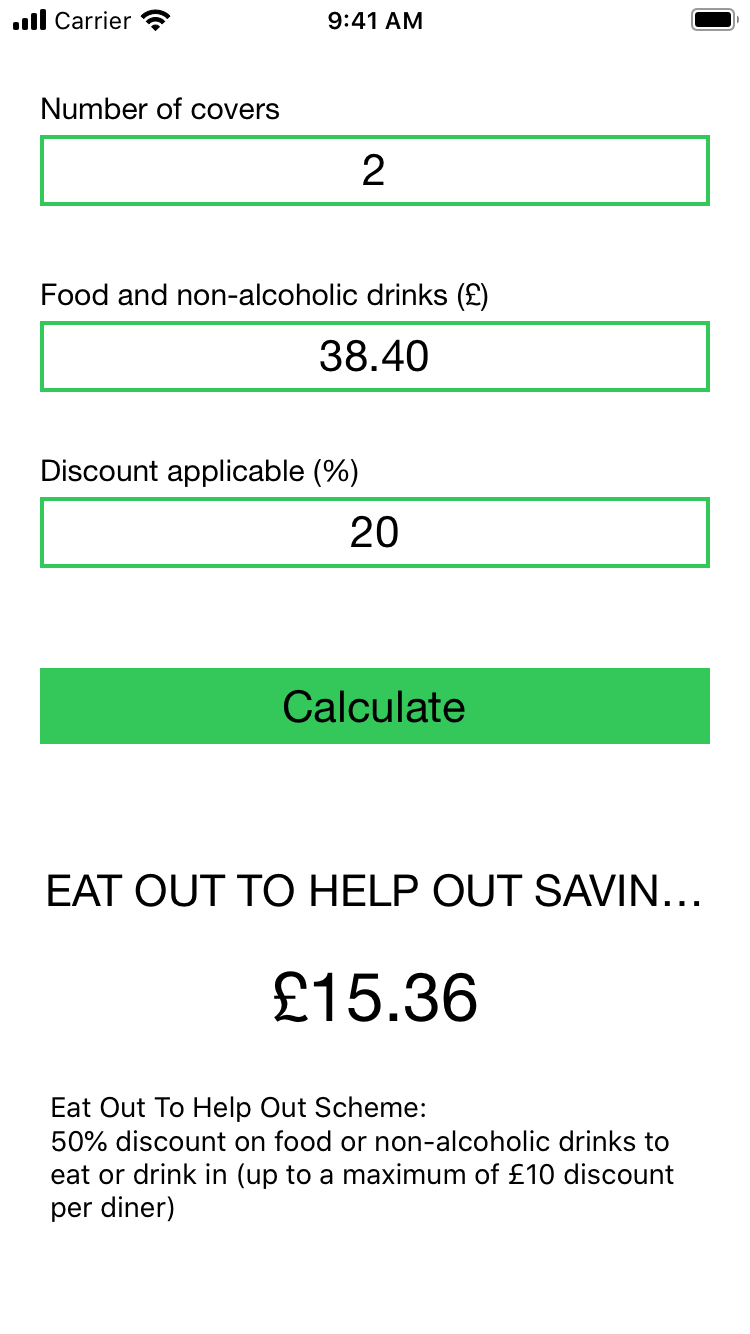 Carrier 9:41 AM
Number of covers
2
Food and non-alcoholic drinks (£)
38.40
Discount applicable (%)
20
Calculate
EAT OUT TO HELP OUT SAVIN…
£15.36
Eat Out To Help Out Scheme:
50% discount on food or non-alcoholic drinks to
eat or drink in (up to a maximum of £10 discount
per diner)